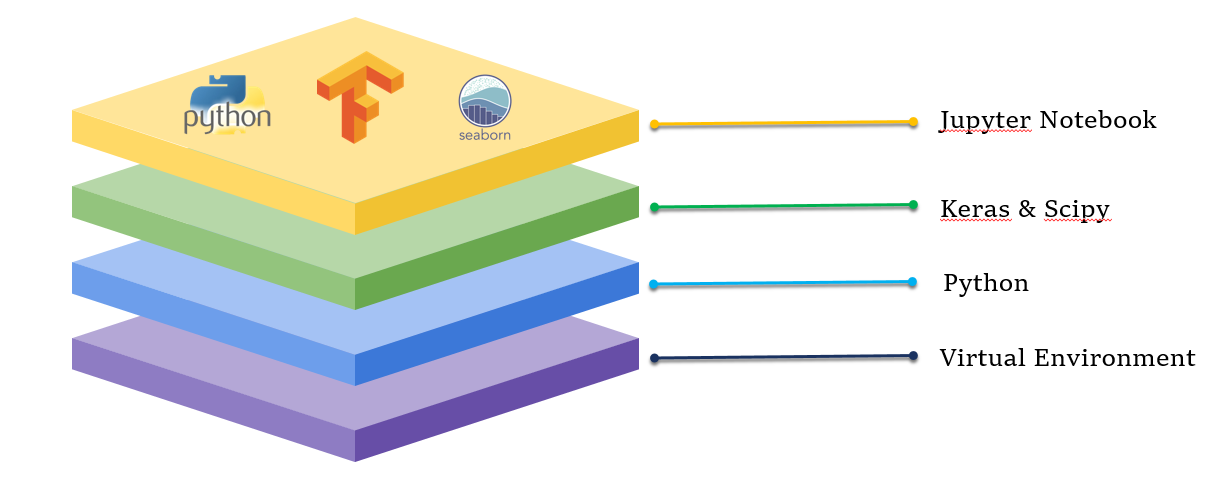 python
seaborn
Jupyter Notebook
Keras & Scipy
Python
Virtual Environment